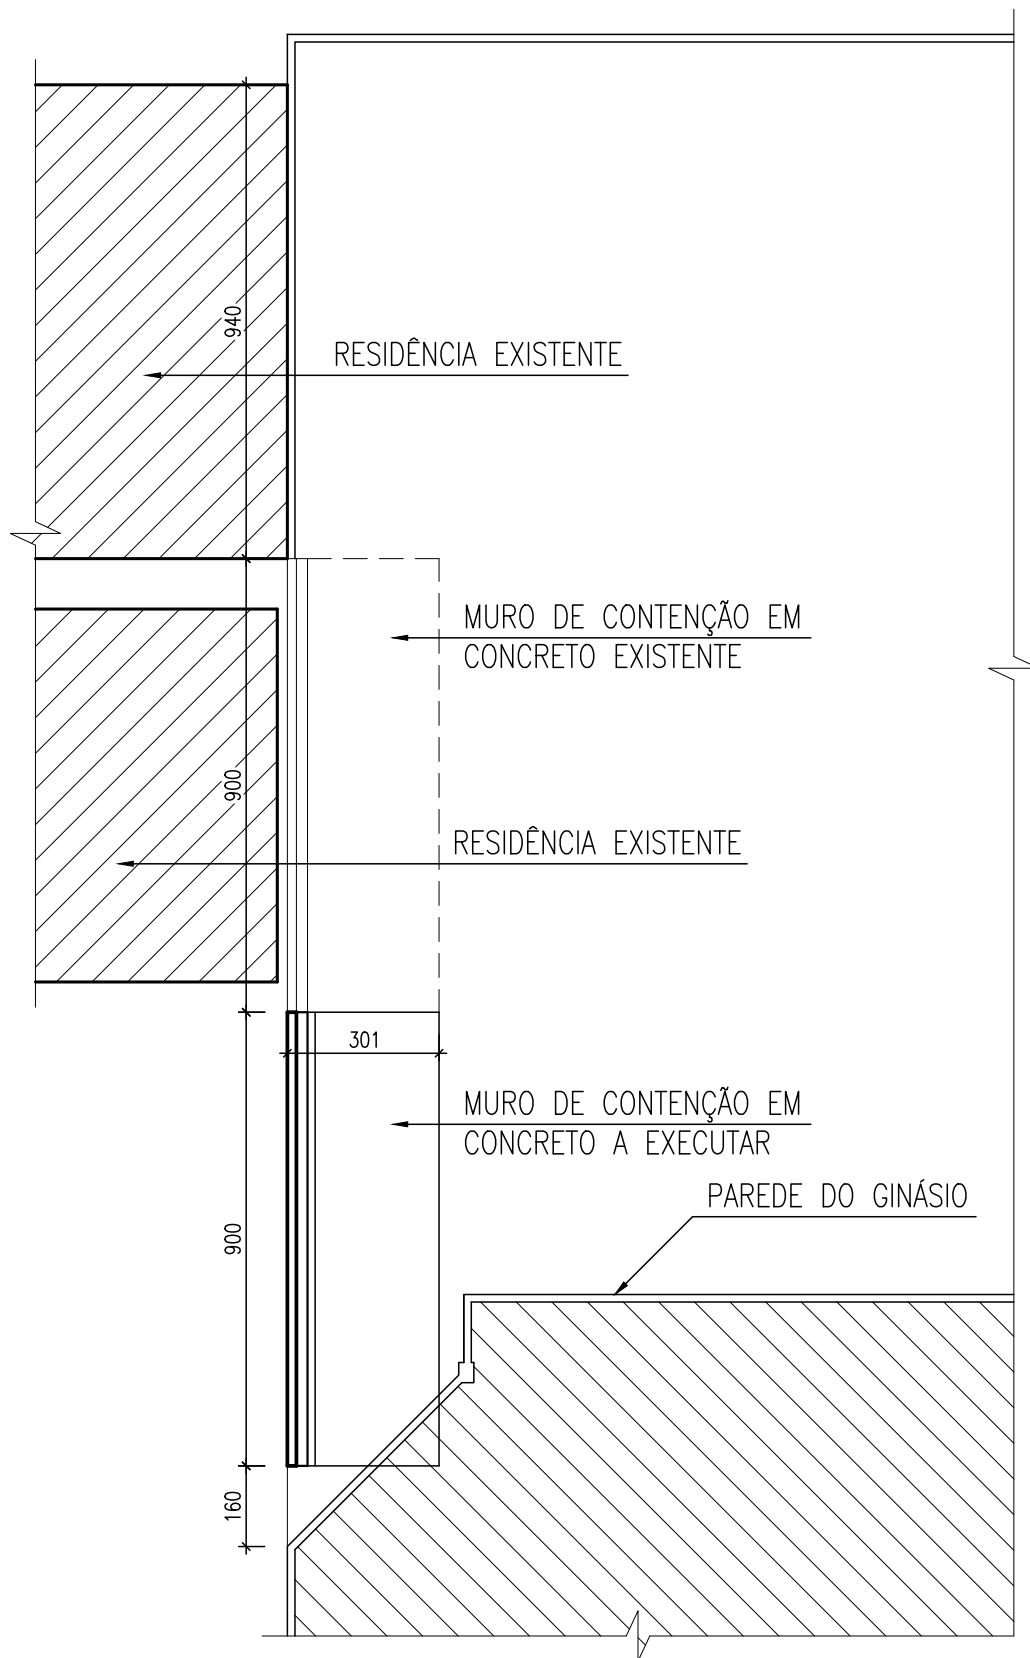 940
RESIDÊNCIA EXISTENTE
MURO DE CONTENÇÃO EM
CONCRETO EXISTENTE
900
RESIDÊNCIA EXISTENTE
301
MURO DE CONTENÇÃO EM
CONCRETO A EXECUTAR
PAREDE DO GINÁSIO
900
160